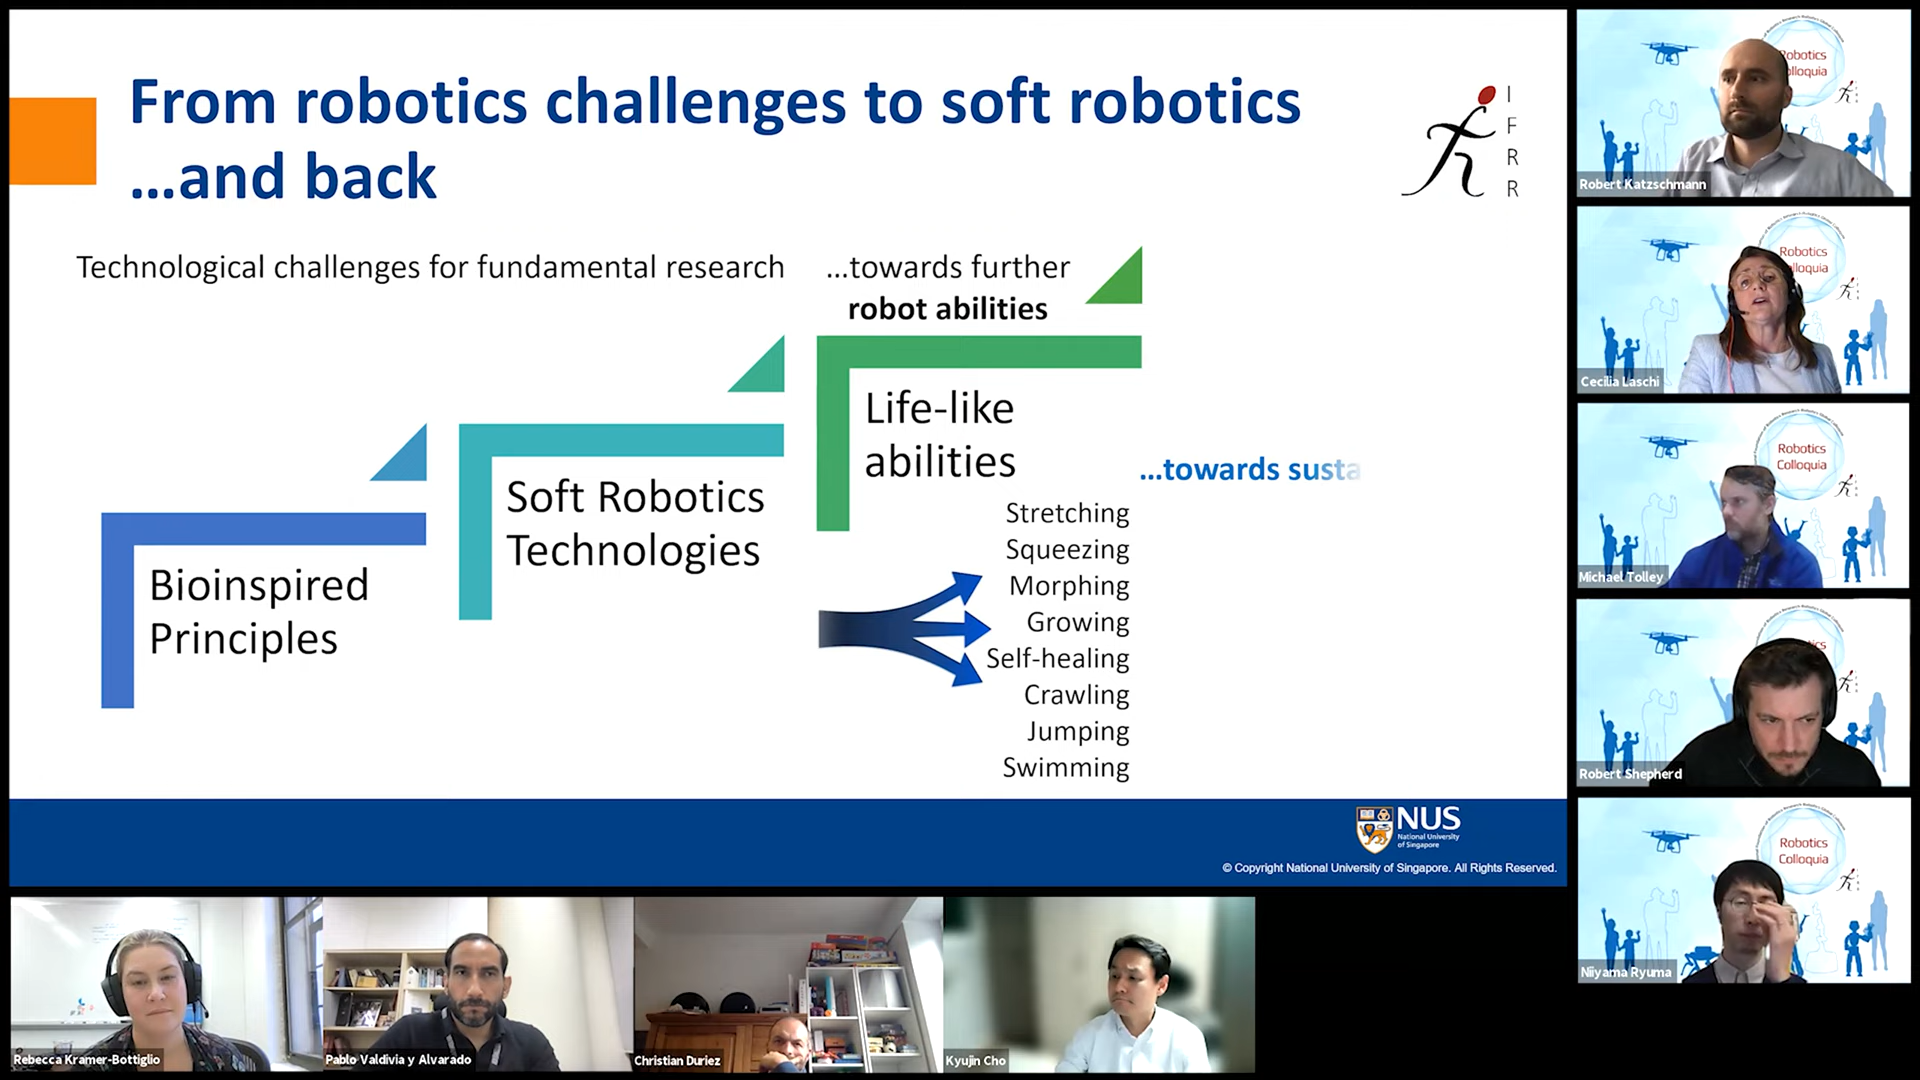 From robotics challenges to soft robotics
...and back
I
F
R
R
Technological challenges for fundamental research
...towards further
robot abilities
Life-like
abilities
Soft Robotics
Technologies
Bioinspired
Principles
...towards susta
Stretching
Squeezing
Morphing
Growing
Self-healing
Crawling
Jumping
Swimming
NUS
National University
of Singapore
© Copyright National University of Singapore. All Rights Reserved.
Robert Katzschmann
Robotics
Cecilia Laschi
Robotics
Colloquia
Michael Tolley
Robert Shepherd
Robotics
Colloquia
Niiyama Ryuma
Rebecca Kramer-Bottiglio
Pablo Valdivia y Alvarado
Christian Duriez
Kyujin Cho